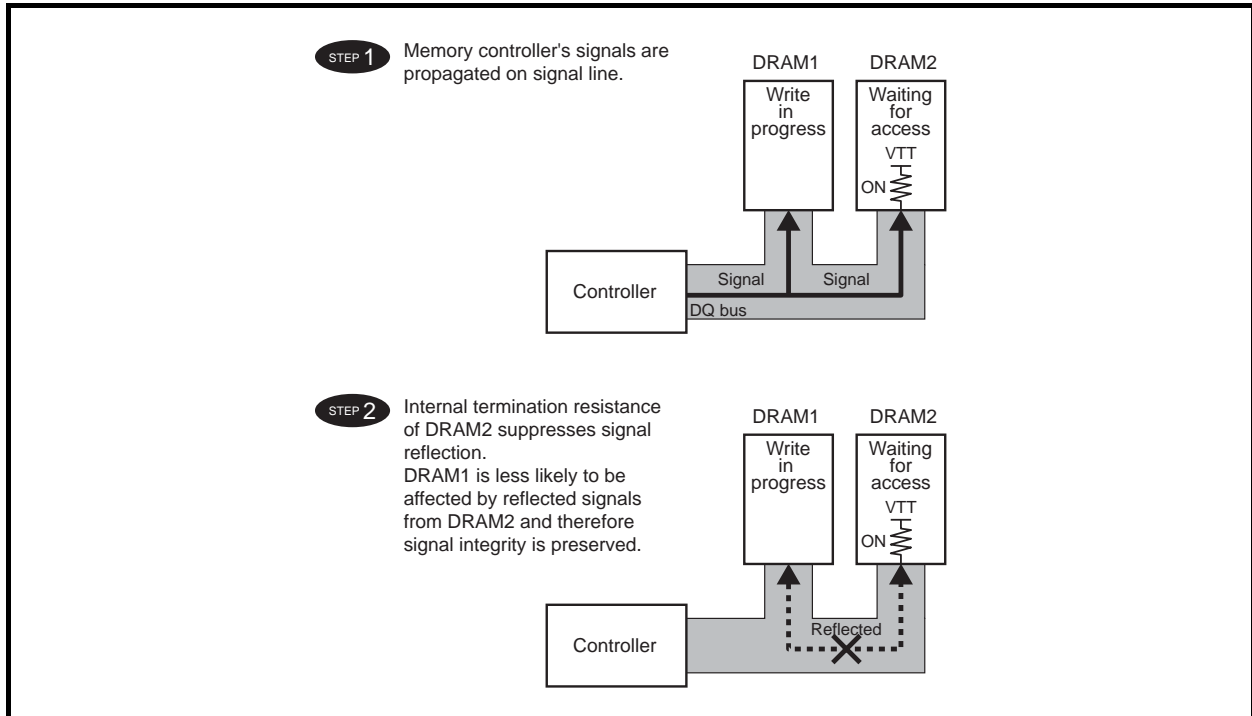 STEP 1
Memory controller's signals are
propagated on signal line.
DRAM1
DRAM2
Write
in
progress
Waiting
for
access
VTT
ON
Controller
Signal
Signal
DQ bus
STEP 2
Internal termination resistance
of DRAM2 suppresses signal
reflection.
DRAM1 is less likely to be
affected by reflected signals
from DRAM2 and therefore
signal integrity is preserved.
DRAM1
DRAM2
Write
in
progress
Waiting
for
access
VTT
ON
Reflected
Controller